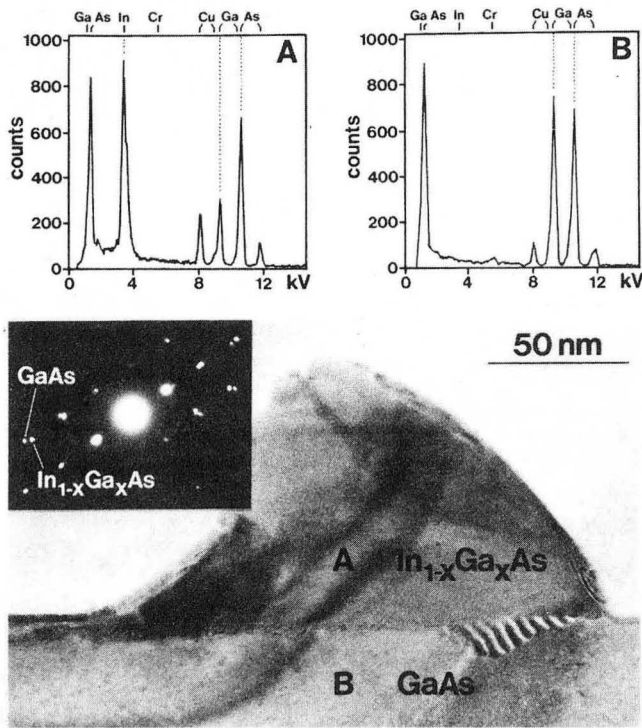 Ga As In Cr Cu Ga As
A
1000
800
600
400
200
0
counts
0 4 8 12 kV
Ga As In Cr Cu Ga As
B
1000
800
600
400
200
0
counts
0 4 8 12 kV
GaAs
In₁₋ₓGaₓAs
50 nm
A In₁₋ₓGaₓAs
B GaAs